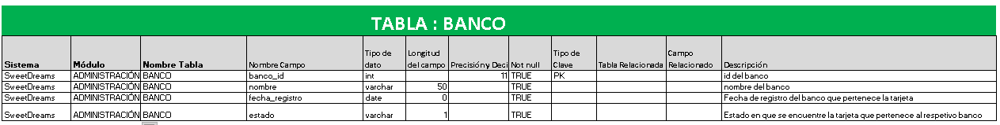 TABLA : BANCO
Sistema Módulo Nombre Tabla Nombre Campo Tipo de dato Longitud del campo Precisión y Deci Not null Tipo de Clave Tabla Relacionada Campo Relacionado Descripción
SweetDreams ADMINISTRACIÓN BANCO banco_id int 11 TRUE PK id del banco
SweetDreams ADMINISTRACIÓN BANCO nombre varchar 50 TRUE nombre del banco
SweetDreams ADMINISTRACIÓN BANCO fecha_registro date 0 TRUE Fecha de registro del banco que pertenece la tarjeta
SweetDreams ADMINISTRACIÓN BANCO estado varchar 1 TRUE Estado en que se encuentre la tarjeta que pertenece al respetivo banco